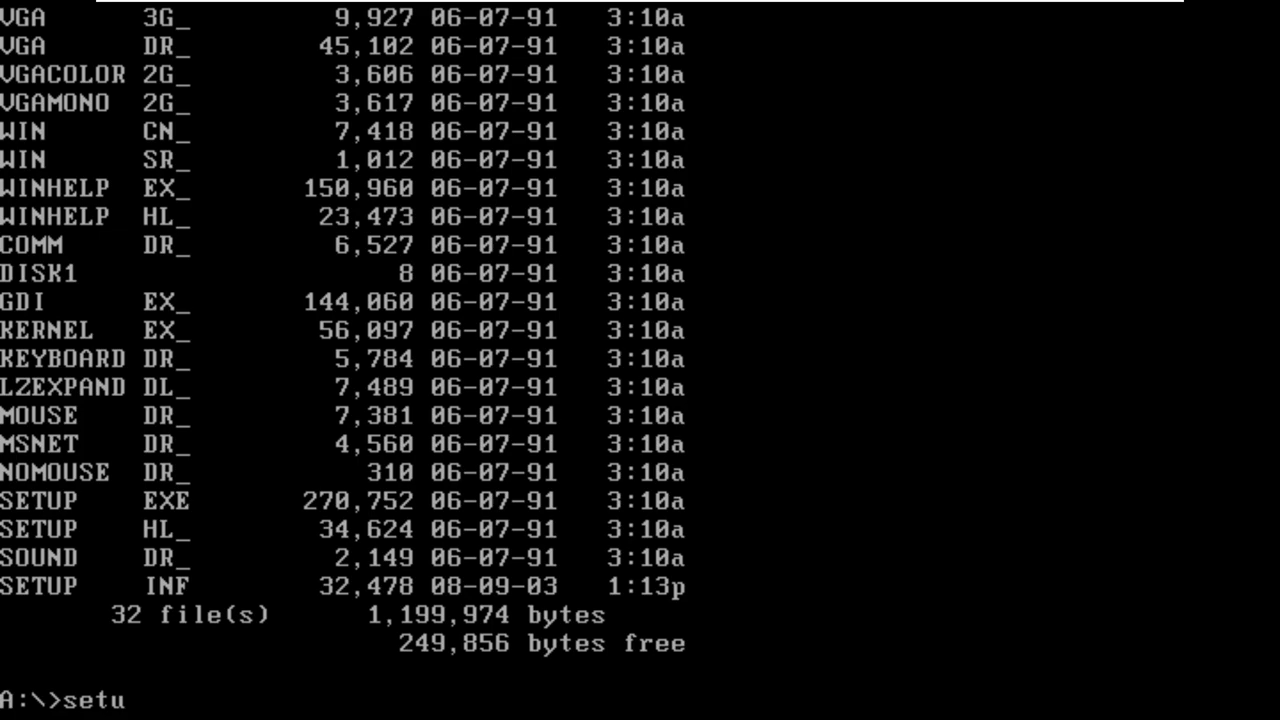 VGA      3G_         9,927 06-07-91   3:10a
VGA      DR_        45,102 06-07-91   3:10a
VGACOLOR 2G_         3,606 06-07-91   3:10a
VGAMONO  2G_         3,617 06-07-91   3:10a
WIN      CN_         7,418 06-07-91   3:10a
WIN      SR_         1,012 06-07-91   3:10a
WINHELP  EX_       150,960 06-07-91   3:10a
WINHELP  HL_        23,473 06-07-91   3:10a
COMM     DR_         6,527 06-07-91   3:10a
DISK1                    8 06-07-91   3:10a
GDI      EX_       144,060 06-07-91   3:10a
KERNEL   EX_        56,097 06-07-91   3:10a
KEYBOARD DR_         5,784 06-07-91   3:10a
LZEXPAND DL_         7,489 06-07-91   3:10a
MOUSE    DR_         7,381 06-07-91   3:10a
MSNET    DR_         4,560 06-07-91   3:10a
NOMOUSE  DR_           310 06-07-91   3:10a
SETUP    EXE       270,752 06-07-91   3:10a
SETUP    HL_        34,624 06-07-91   3:10a
SOUND    DR_         2,149 06-07-91   3:10a
SETUP    INF        32,478 08-09-03   1:13p
       32 file(s)      1,199,974 bytes
                         249,856 bytes free
A:\>setu